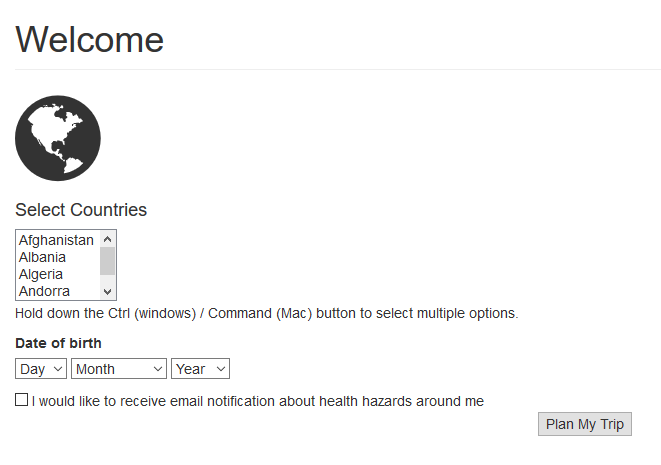 Welcome
Select Countries
Afghanistan
Albania
Algeria
Andorra
Hold down the Ctrl (windows) / Command (Mac) button to select multiple options.
Date of birth
Day Month Year
I would like to receive email notification about health hazards around me
Plan My Trip